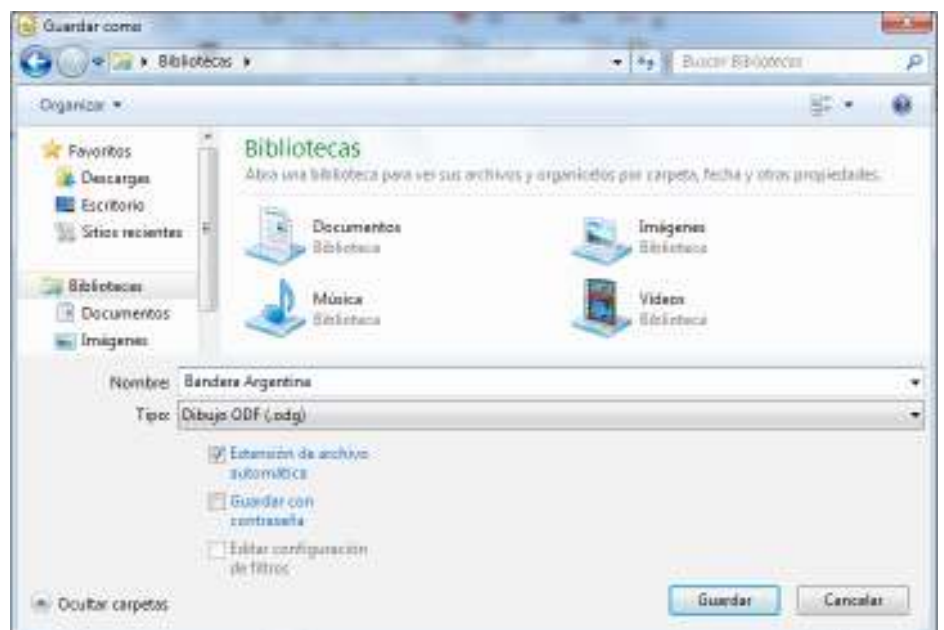 Guardar como
Bibliotecas
Buscar Bibliotecas
Organizar
Favoritos
Descargas
Escritorio
Sitios recientes
Bibliotecas
Documentos
Imágenes
Bibliotecas
Abra una biblioteca para ver sus archivos y organícelos por carpeta, fecha y otras propiedades.
Documentos
Biblioteca
Imágenes
Biblioteca
Música
Biblioteca
Vídeos
Biblioteca
Nombre: Bandera Argentina
Tipo: Dibujo ODF (.odg)
Extensión de archivo
automática
Guardar con
contraseña
Editar configuración
de filtros
Ocultar carpetas
Guardar
Cancelar